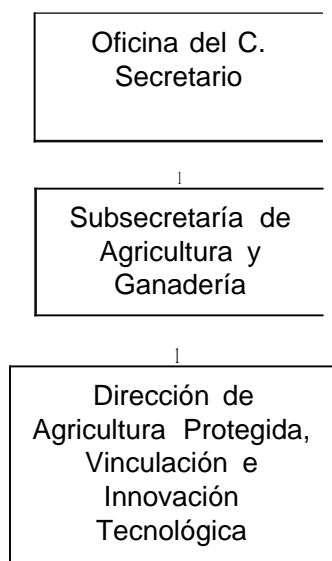 Oficina del C.
Secretario
Subsecretaría de
Agricultura y
Ganadería
Dirección de
Agricultura Protegida,
Vinculación e
Innovación
Tecnológica